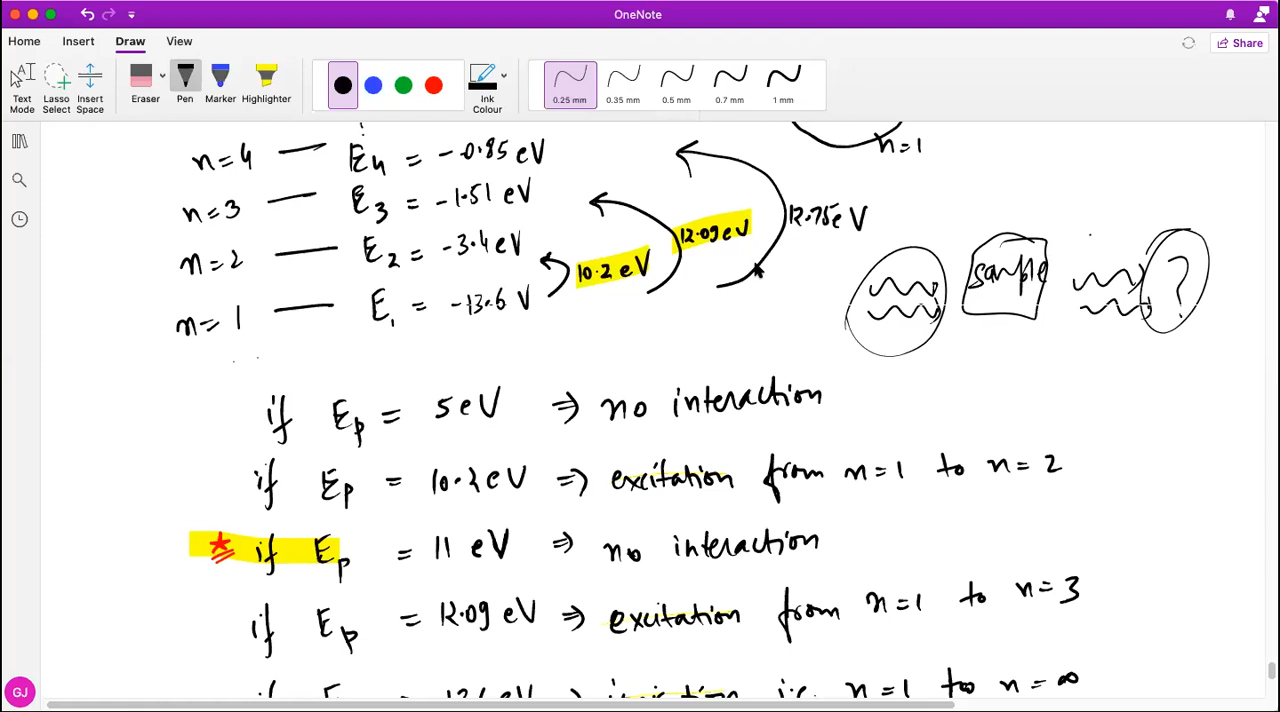 OneNote
Home Insert Draw View
Share
Text Mode
Lasso Select
Insert Space
Eraser
Pen
Marker
Highlighter
Ink Colour
0.25 mm
0.35 mm
0.5 mm
0.7 mm
1 mm
n=1
n=4 — E4 = -0.85 eV
n=3 — E3 = -1.51 eV
12.09 eV
12.75 eV
n=2 — E2 = -3.4 eV
10.2 eV
sample
?
n=1 — E1 = -13.6 V
if Ep = 5 eV ⇒ no interaction
if Ep = 10.2 eV ⇒ excitation from n=1 to n=2
★ if Ep = 11 eV ⇒ no interaction
if Ep = 12.09 eV ⇒ excitation from n=1 to n=3
n=1 to n=∞
GJ